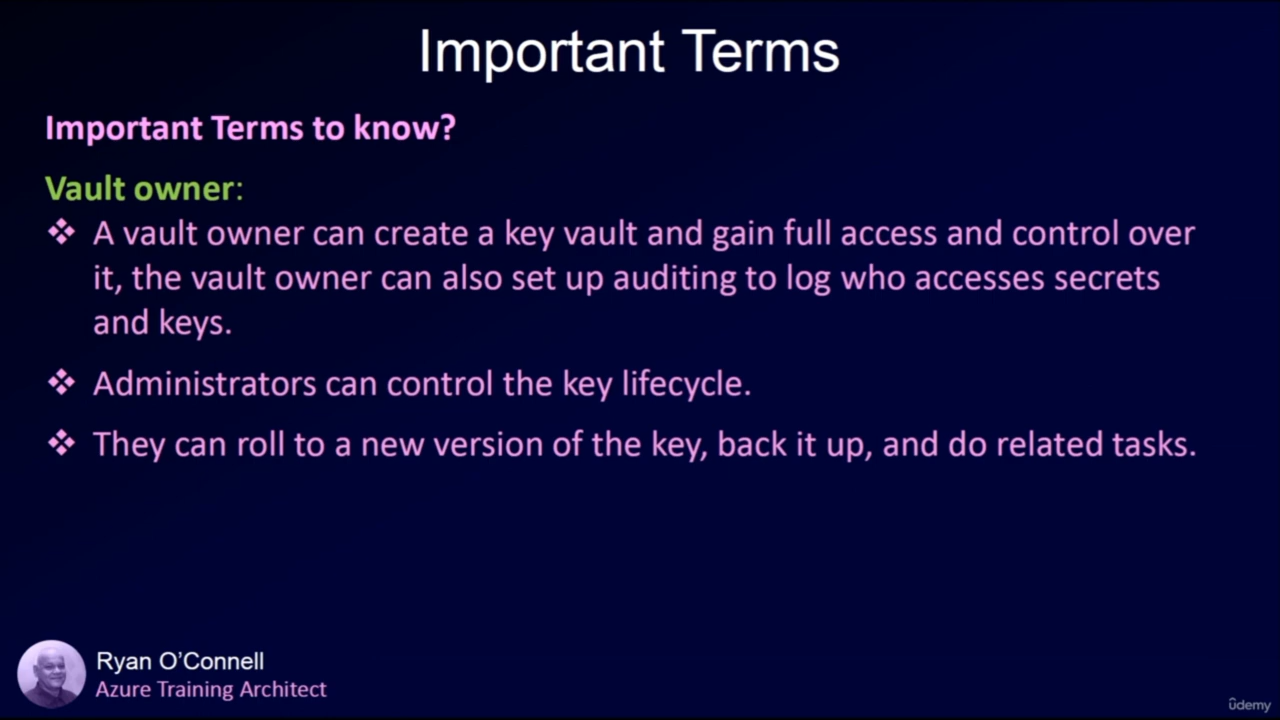 Important Terms
Important Terms to know?
Vault owner:
❖ A vault owner can create a key vault and gain full access and control over
it, the vault owner can also set up auditing to log who accesses secrets
and keys.
❖ Administrators can control the key lifecycle.
❖ They can roll to a new version of the key, back it up, and do related tasks.
Ryan O’Connell
Azure Training Architect
ûdemy